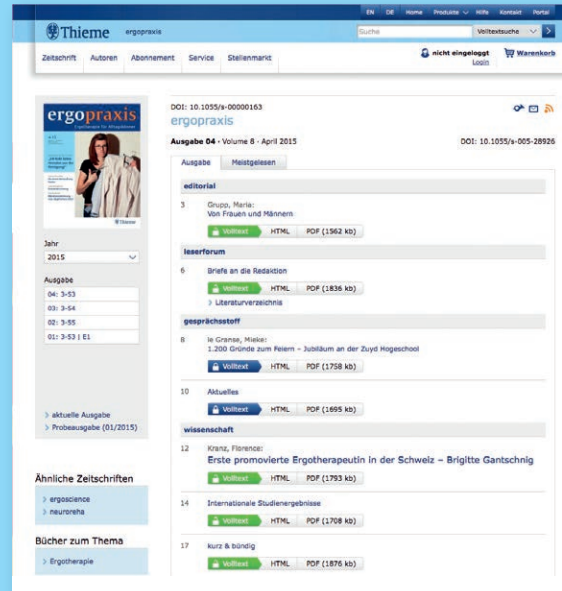 EN DE Home Produkte Hilfe Kontakt Portal
Thieme ergopraxis
Suche Volltextsuche
Zeitschrift Autoren Abonnement Service Stellenmarkt
nicht eingeloggt Warenkorb
Login
ergopraxis
Thieme
Jahr
2015
Ausgabe
04: 3-53
03: 3-54
02: 3-55
01: 3-53 | E1
> aktuelle Ausgabe
> Probeausgabe (01/2015)
Ähnliche Zeitschriften
> ergoscience
> neuroreha
Bücher zum Thema
> Ergotherapie
DOI: 10.1055/s-00000163
ergopraxis
Ausgabe 04 · Volume 8 · April 2015 DOI: 10.1055/s-005-28926
Ausgabe Meistgelesen
editorial
3 Grupp, Maria:
Von Frauen und Männern
Volltext HTML PDF (1562 kb)
leserforum
6 Briefe an die Redaktion
Volltext HTML PDF (1836 kb)
> Literaturverzeichnis
gesprächsstoff
8 le Granse, Mieke:
1.200 Gründe zum Feiern – Jubiläum an der Zuyd Hogeschool
Volltext HTML PDF (1758 kb)
10 Aktuelles
Volltext HTML PDF (1695 kb)
wissenschaft
12 Kranz, Florence:
Erste promovierte Ergotherapeutin in der Schweiz – Brigitte Gantschnig
Volltext HTML PDF (1793 kb)
14 Internationale Studienergebnisse
Volltext HTML PDF (1708 kb)
17 kurz & bündig
Volltext HTML PDF (1876 kb)